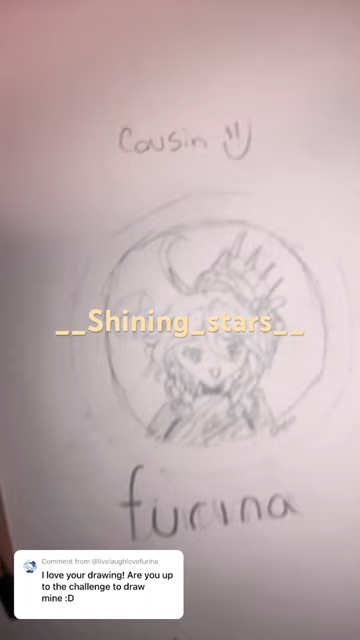 Cousin
__Shining_stars__
furina
Comment from @livelaughlovefurina
I love your drawing! Are you up
to the challenge to draw
mine :D